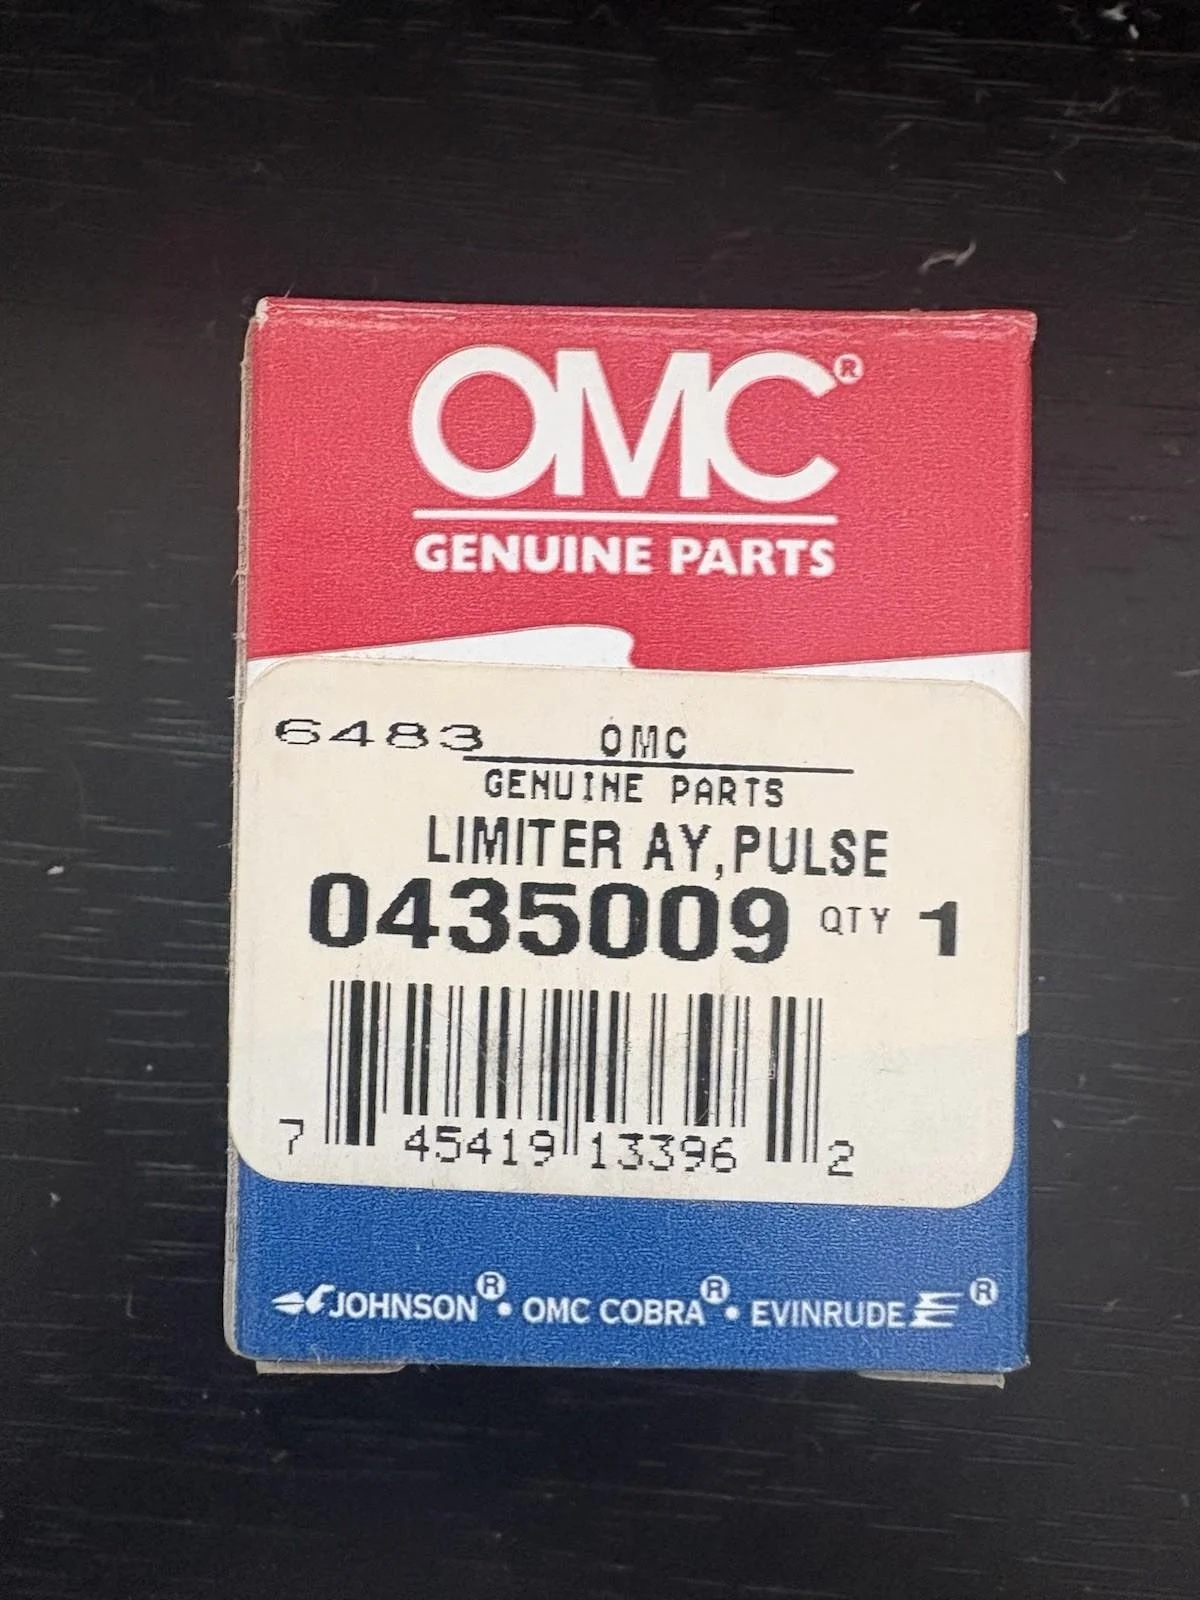 OMC®
GENUINE PARTS
6483 OMC
GENUINE PARTS
LIMITER AY,PULSE
0435009 QTY 1
7 45419 13396 2
JOHNSON® • OMC COBRA® • EVINRUDE ®